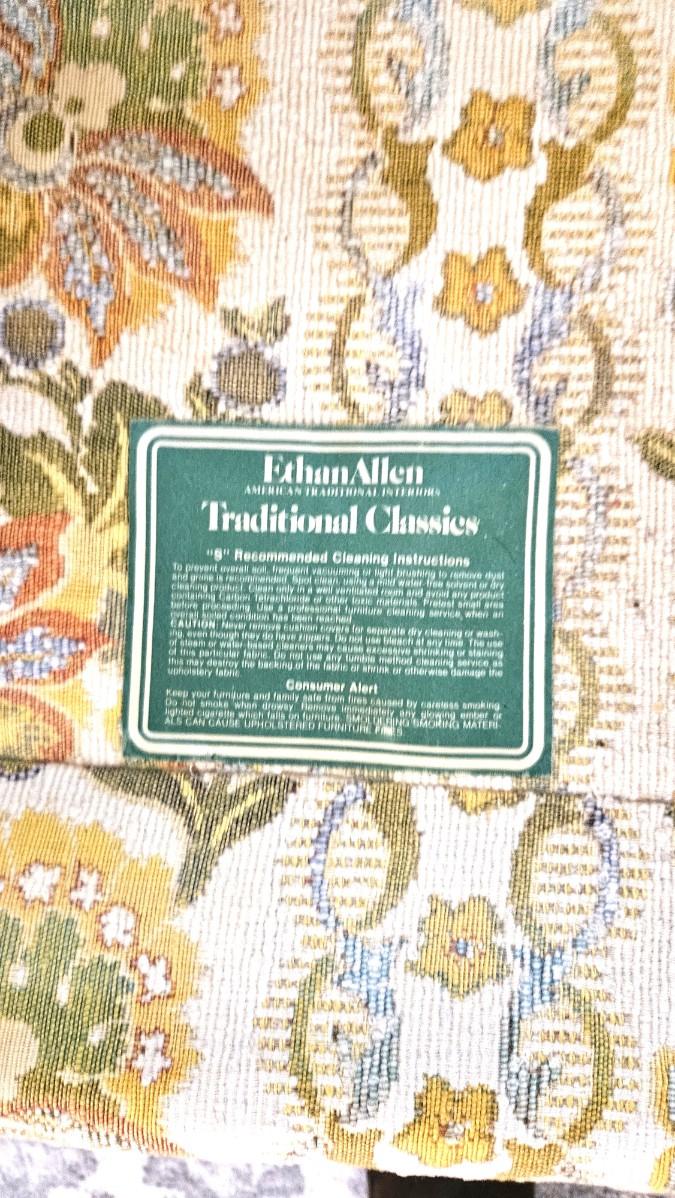 Ethan Allen
AMERICAN TRADITIONAL INTERIORS
Traditional Classics
"S" Recommended Cleaning Instructions
To prevent overall soil, frequent vacuuming or light brushing to remove dust
and grime is recommended. Spot clean, using a mild water-free solvent or dry
cleaning product. Clean only in a well ventilated room and avoid any product
containing carbon tetrachloride or other toxic materials. Pretest small area
before proceeding. Use a professional furniture cleaning service when an
overall soil condition has been reached.
CAUTION: Never remove cushion covers for separate dry cleaning or wash-
ing, even though they do have zippers. Do not use water at any time. The use
of steam or water-based cleaners may cause excessive shrinking or staining
of this particular fabric. Do not use any tumble method cleaning service as
this may destroy the backing of the fabric or shrink or otherwise damage the
upholstery fabric.
Consumer Alert
Keep your furniture and family safe from fires caused by careless smoking.
Do not smoke when drowsy. Remove immediately any glowing ember or
lighted cigarette which falls on furniture. SMOLDERING SMOKING MATERI-
ALS CAN CAUSE UPHOLSTERED FURNITURE FIRES